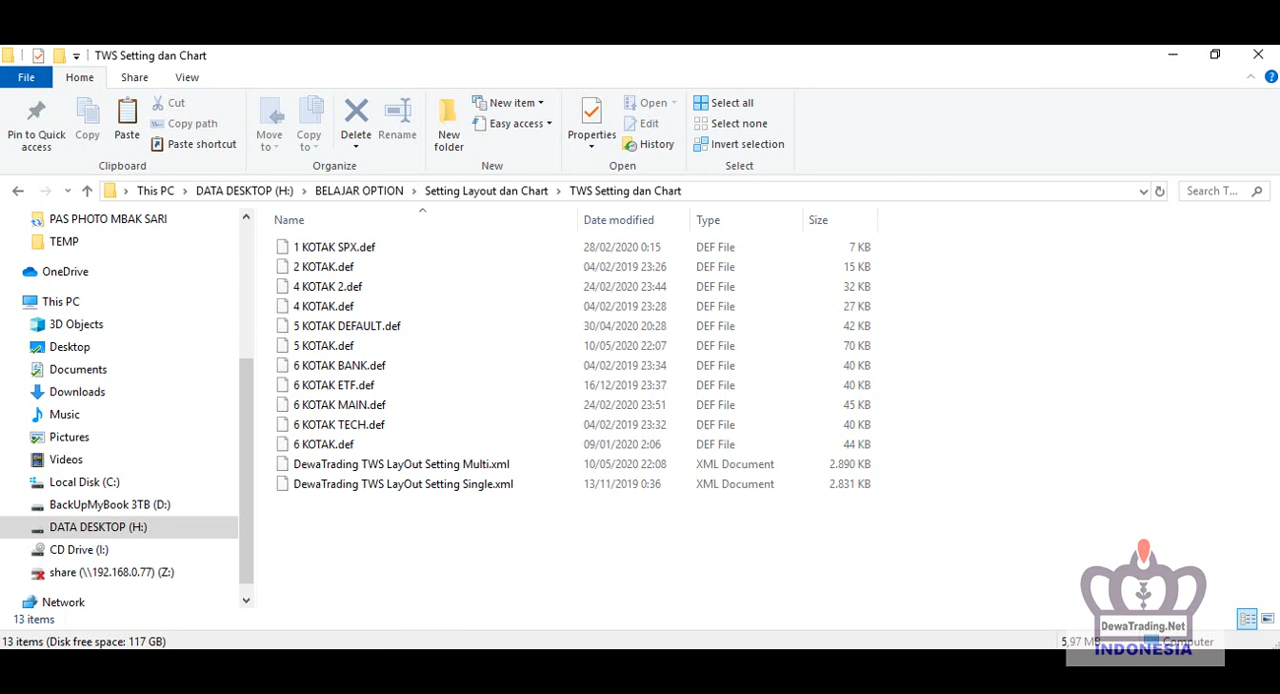 TWS Setting dan Chart
File Home Share View
Pin to Quick access
Copy
Paste
Cut
Copy path
Paste shortcut
Clipboard
Move to
Copy to
Delete
Rename
Organize
New folder
New item
Easy access
New
Properties
Open
Edit
History
Open
Select all
Select none
Invert selection
Select
This PC > DATA DESKTOP (H:) > BELAJAR OPTION > Setting Layout dan Chart > TWS Setting dan Chart
Search T...
PAS PHOTO MBAK SARI
TEMP
OneDrive
This PC
3D Objects
Desktop
Documents
Downloads
Music
Pictures
Videos
Local Disk (C:)
BackUpMyBook 3TB (D:)
DATA DESKTOP (H:)
CD Drive (I:)
share (\\192.168.0.77) (Z:)
Network
Name Date modified Type Size
1 KOTAK SPX.def 28/02/2020 0:15 DEF File 7 KB
2 KOTAK.def 04/02/2019 23:26 DEF File 15 KB
4 KOTAK 2.def 24/02/2020 23:44 DEF File 32 KB
4 KOTAK.def 04/02/2019 23:28 DEF File 27 KB
5 KOTAK DEFAULT.def 30/04/2020 20:28 DEF File 42 KB
5 KOTAK.def 10/05/2020 22:07 DEF File 70 KB
6 KOTAK BANK.def 04/02/2019 23:34 DEF File 40 KB
6 KOTAK ETF.def 16/12/2019 23:37 DEF File 40 KB
6 KOTAK MAIN.def 24/02/2020 23:51 DEF File 45 KB
6 KOTAK TECH.def 04/02/2019 23:32 DEF File 40 KB
6 KOTAK.def 09/01/2020 2:06 DEF File 44 KB
DewaTrading TWS LayOut Setting Multi.xml 10/05/2020 22:08 XML Document 2.890 KB
DewaTrading TWS LayOut Setting Single.xml 13/11/2019 0:36 XML Document 2.831 KB
13 items
13 items (Disk free space: 117 GB)
5,97 MB
Computer
DewaTrading.Net
INDONESIA